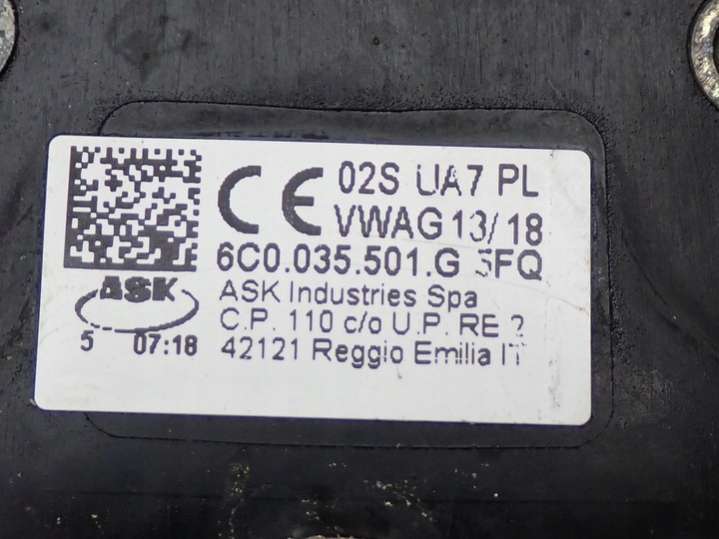 CE 02S UA7 PL
VWAG 13/18
6C0.035.501.G 5FQ
ASK
ASK Industries Spa
C.P. 110 c/o U.P. RE 2
42121 Reggio Emilia IT
5 07:18